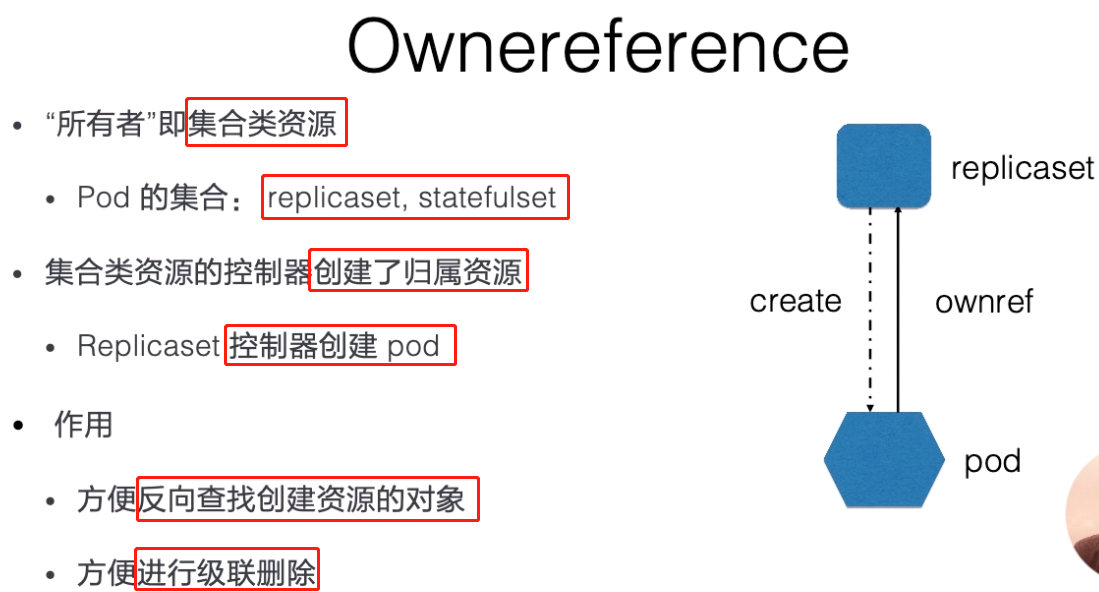 Ownereference
“所有者”即集合类资源
Pod 的集合：replicaset, statefulset
集合类资源的控制器创建了归属资源
Replicaset 控制器创建 pod
作用
方便反向查找创建资源的对象
方便进行级联删除
replicaset
create
ownref
pod